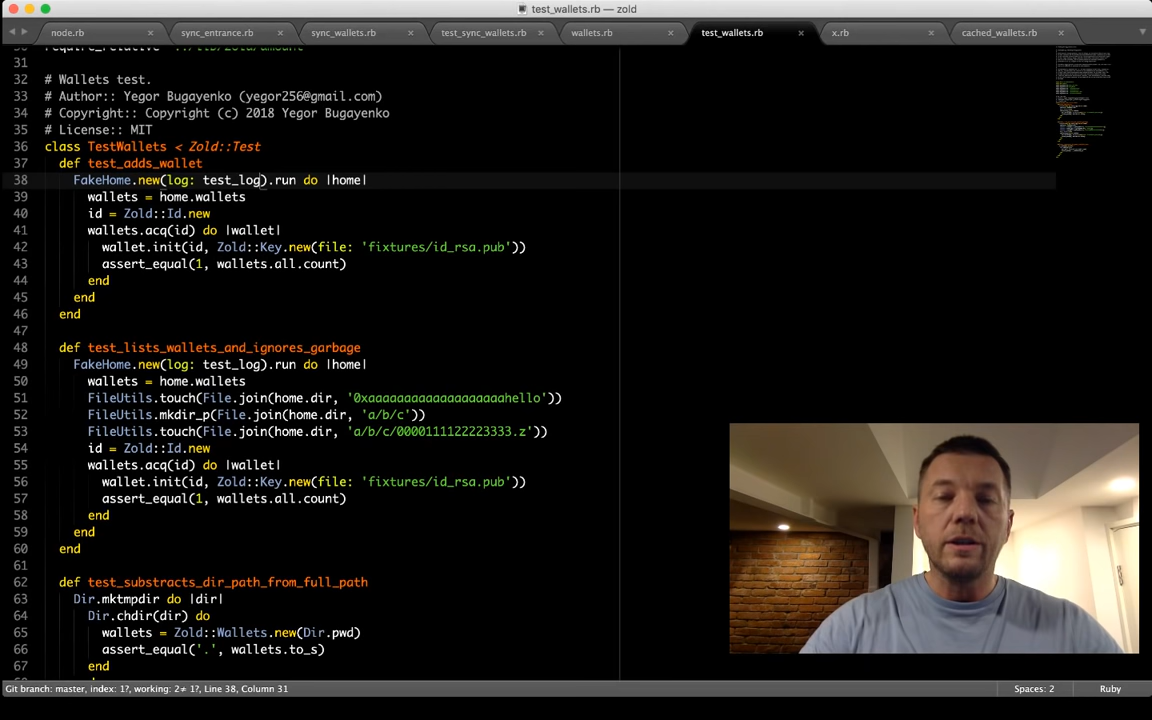 test_wallets.rb — zold
node.rb
sync_entrance.rb
sync_wallets.rb
test_sync_wallets.rb
wallets.rb
test_wallets.rb
x.rb
cached_wallets.rb
31
32 # Wallets test.
33 # Author:: Yegor Bugayenko (yegor256@gmail.com)
34 # Copyright:: Copyright (c) 2018 Yegor Bugayenko
35 # License:: MIT
36 class TestWallets < Zold::Test
37 def test_adds_wallet
38 FakeHome.new(log: test_log).run do |home|
39 wallets = home.wallets
40 id = Zold::Id.new
41 wallets.acq(id) do |wallet|
42 wallet.init(id, Zold::Key.new(file: 'fixtures/id_rsa.pub'))
43 assert_equal(1, wallets.all.count)
44 end
45 end
46 end
47
48 def test_lists_wallets_and_ignores_garbage
49 FakeHome.new(log: test_log).run do |home|
50 wallets = home.wallets
51 FileUtils.touch(File.join(home.dir, '0xaaaaaaaaaaaaaaaaaaahello'))
52 FileUtils.mkdir_p(File.join(home.dir, 'a/b/c'))
53 FileUtils.touch(File.join(home.dir, 'a/b/c/0000111122223333.z'))
54 id = Zold::Id.new
55 wallets.acq(id) do |wallet|
56 wallet.init(id, Zold::Key.new(file: 'fixtures/id_rsa.pub'))
57 assert_equal(1, wallets.all.count)
58 end
59 end
60 end
61
62 def test_substracts_dir_path_from_full_path
63 Dir.mktmpdir do |dir|
64 Dir.chdir(dir) do
65 wallets = Zold::Wallets.new(Dir.pwd)
66 assert_equal('.', wallets.to_s)
67 end
Git branch: master, index: 1?, working: 2≠ 1?, Line 38, Column 31
Spaces: 2
Ruby